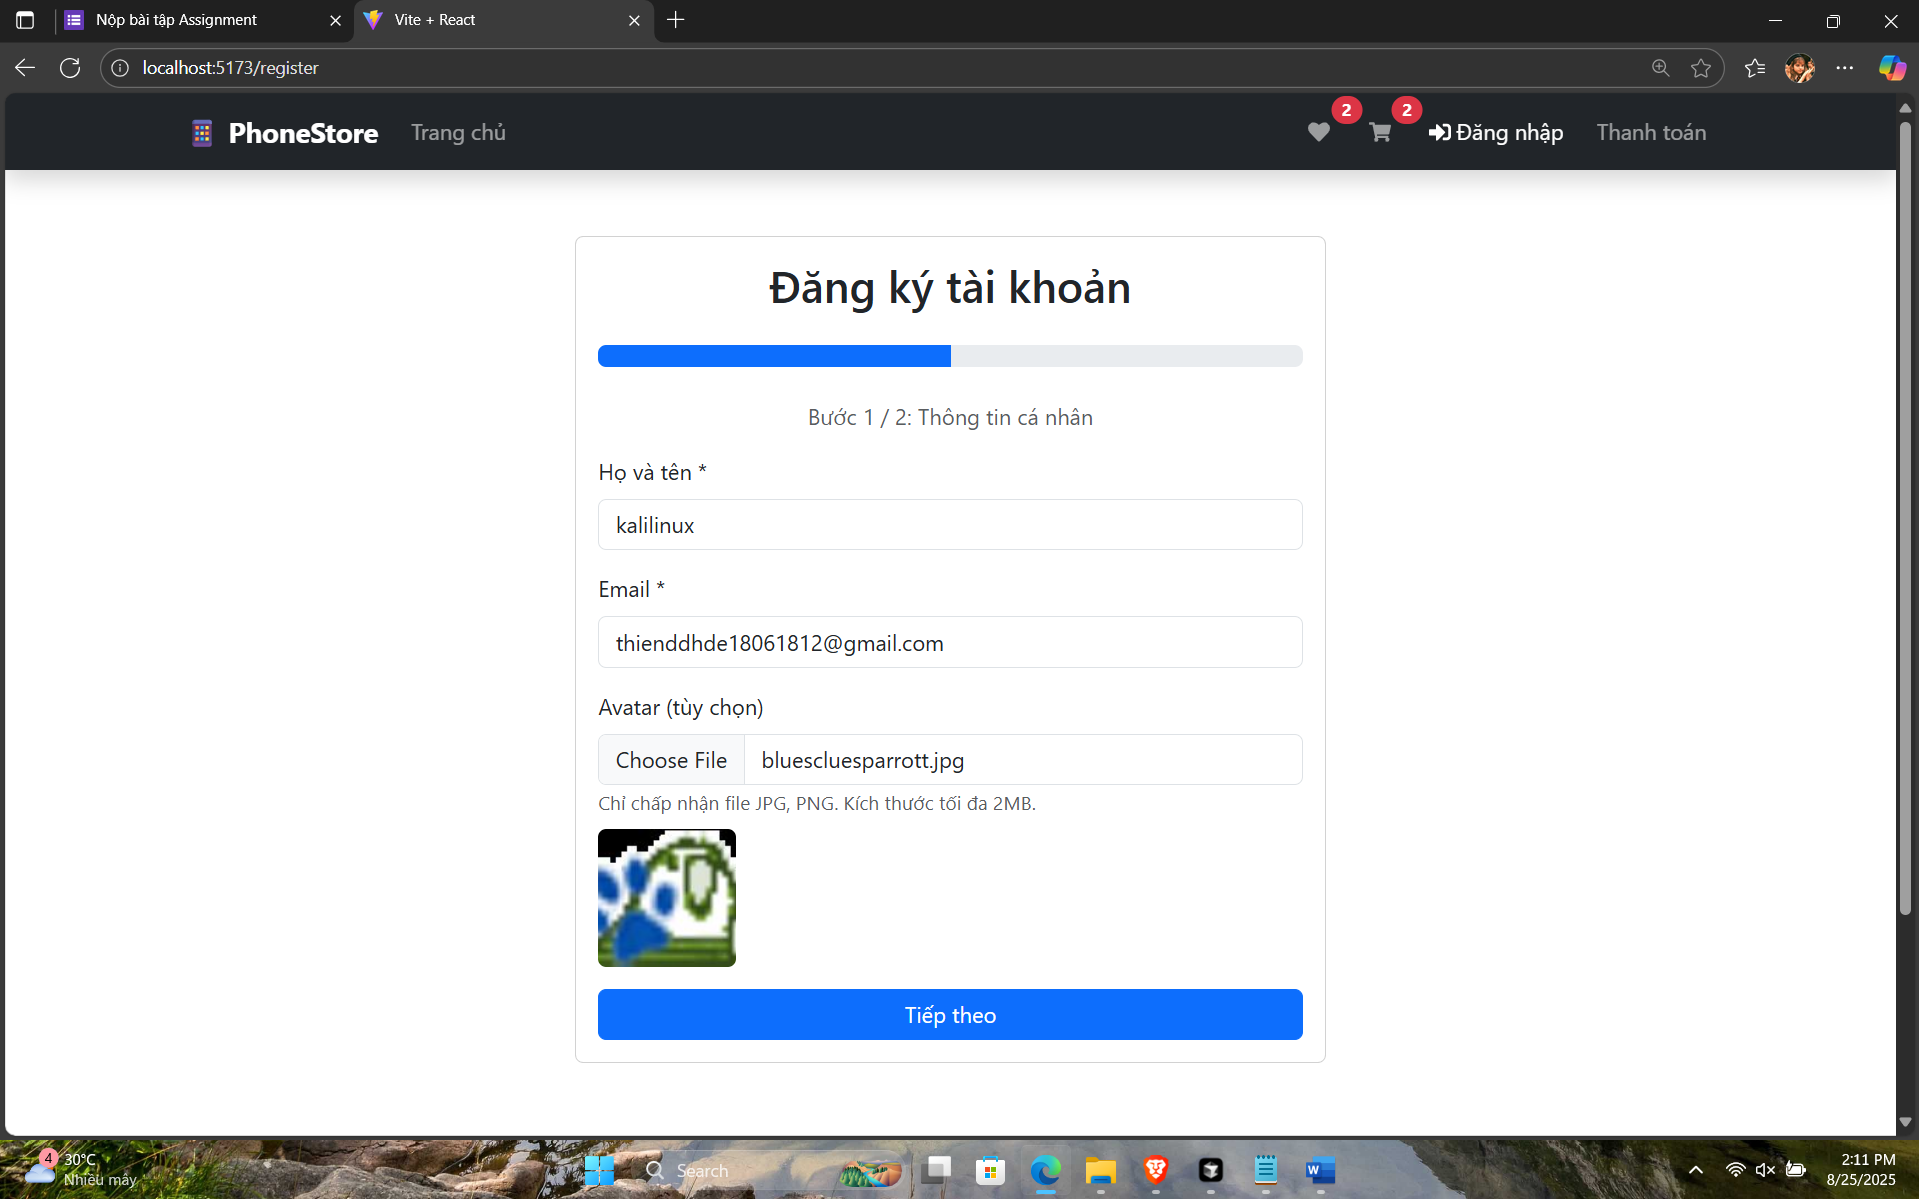 Nộp bài tập Assignment
Vite + React
localhost:5173/register
PhoneStore
Trang chủ
2
2
Đăng nhập
Thanh toán
Đăng ký tài khoản
Bước 1 / 2: Thông tin cá nhân
Họ và tên *
kalilinux
Email *
thienddhde18061812@gmail.com
Avatar (tùy chọn)
Choose File
bluescluesparrott.jpg
Chỉ chấp nhận file JPG, PNG. Kích thước tối đa 2MB.
Tiếp theo
4
30°C
Nhiều mây
Search
W
2:11 PM
8/25/2025